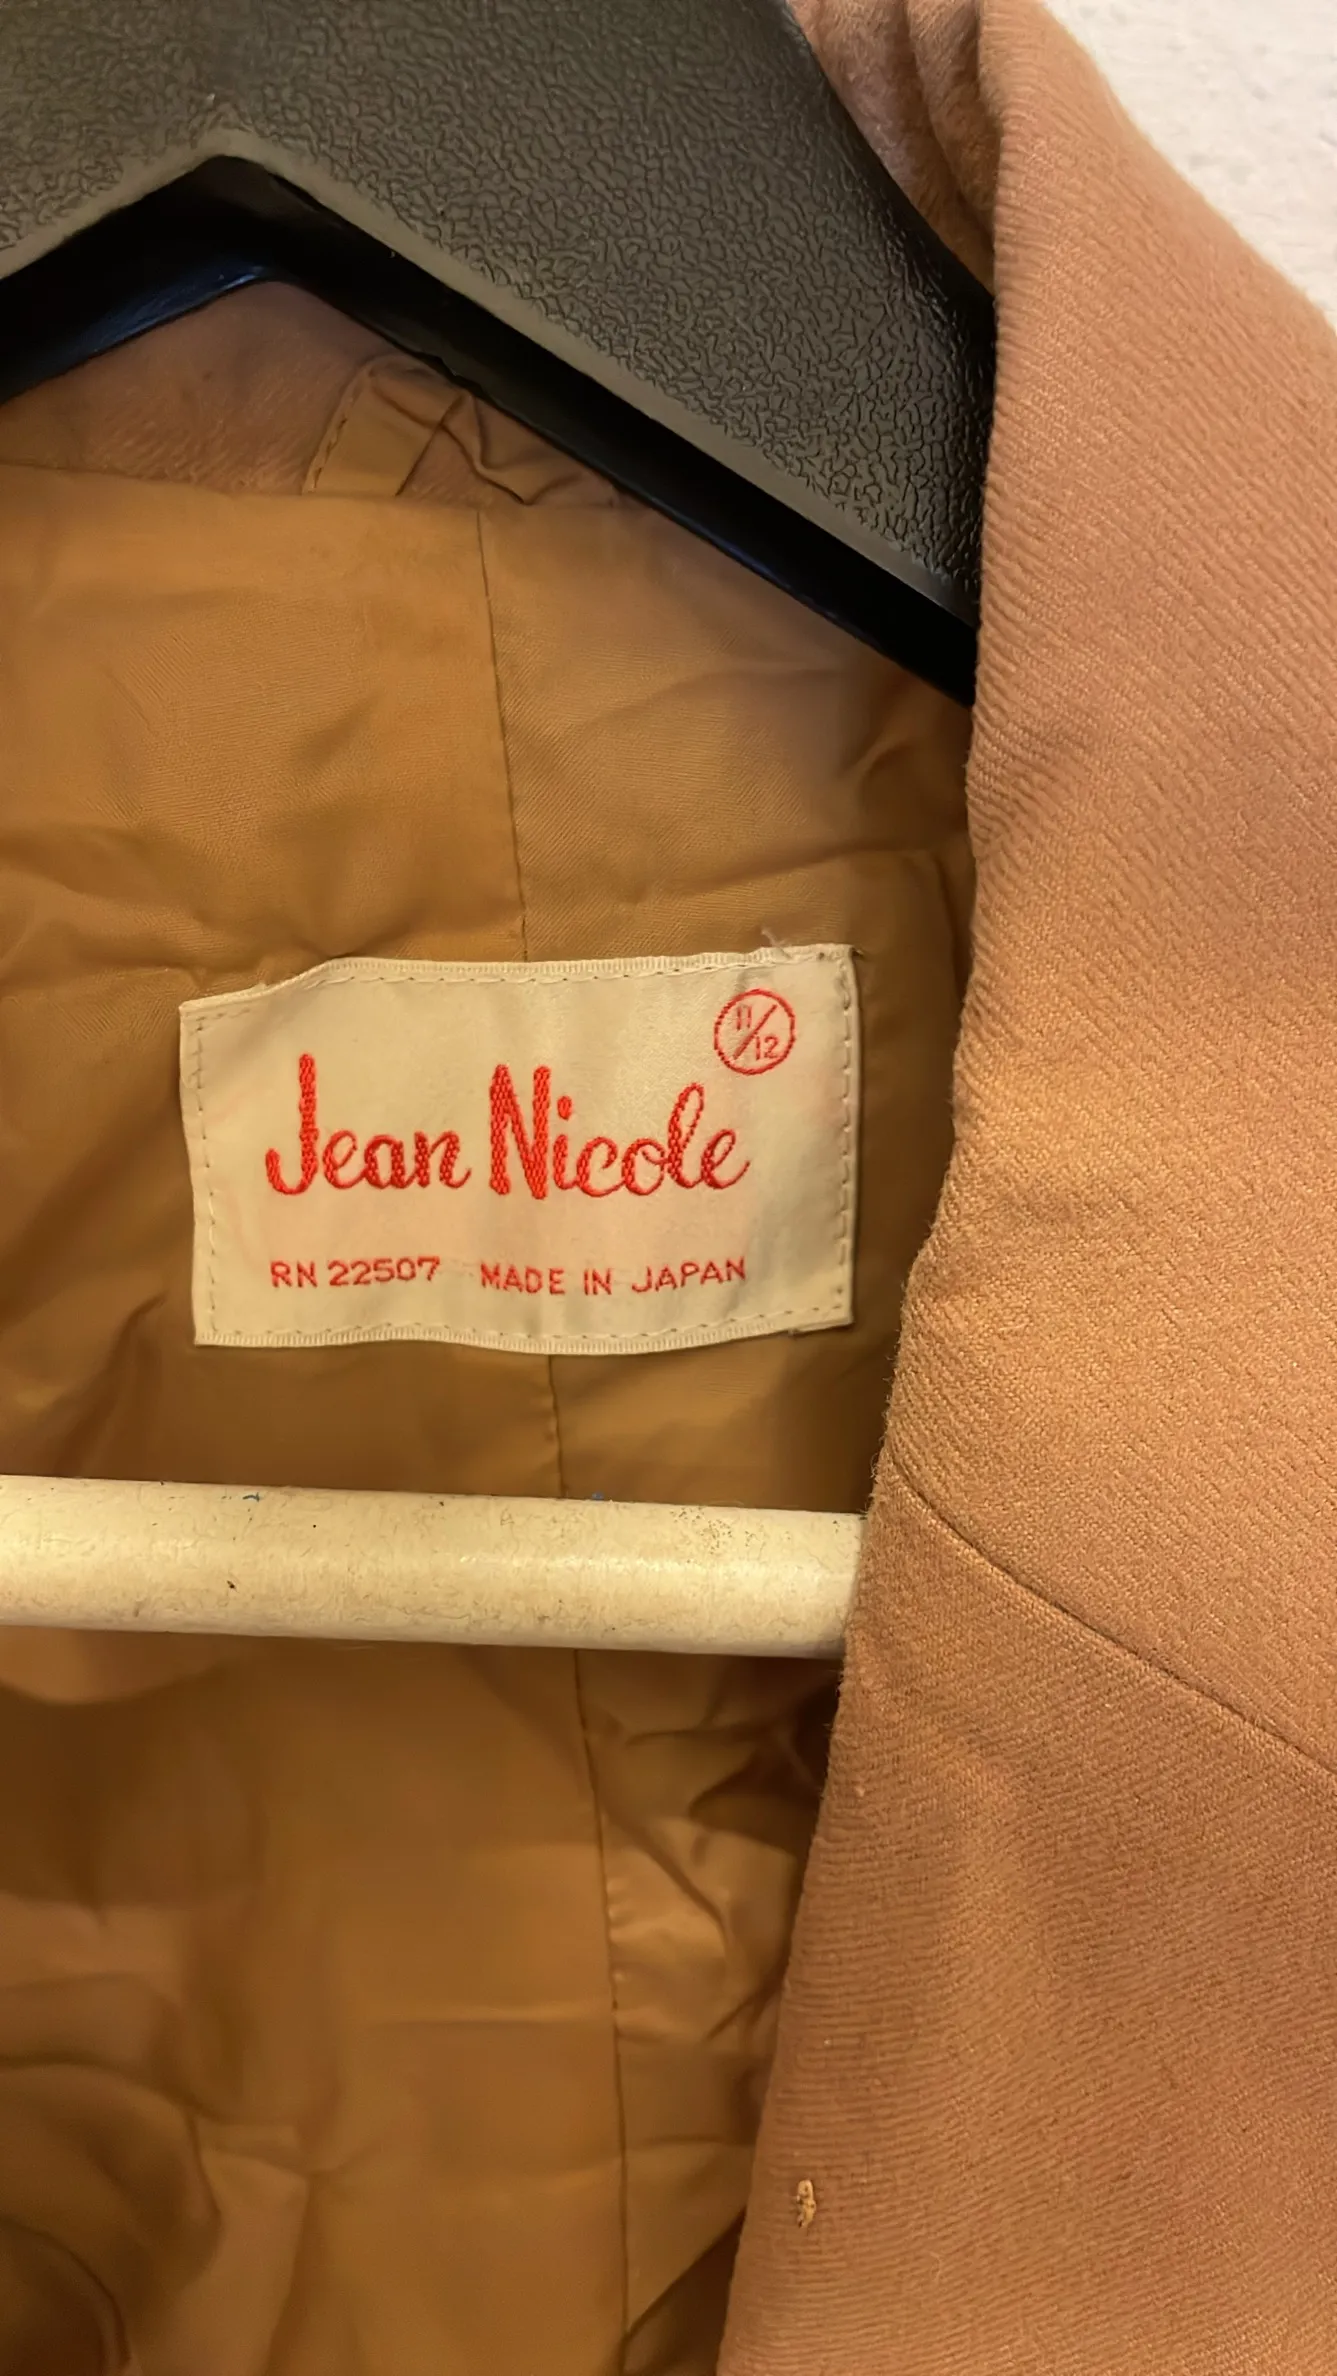 11/12
Jean Nicole
RN 22507 MADE IN JAPAN